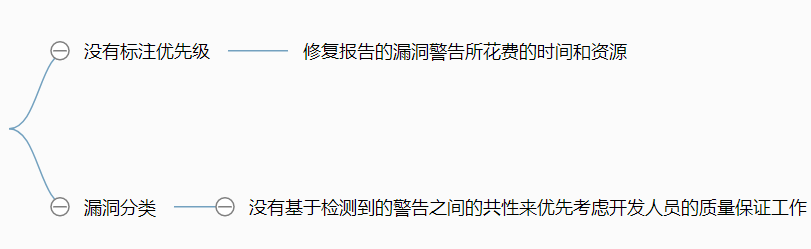 没有标注优先级
修复报告的漏洞警告所花费的时间和资源
漏洞分类
没有基于检测到的警告之间的共性来优先考虑开发人员的质量保证工作